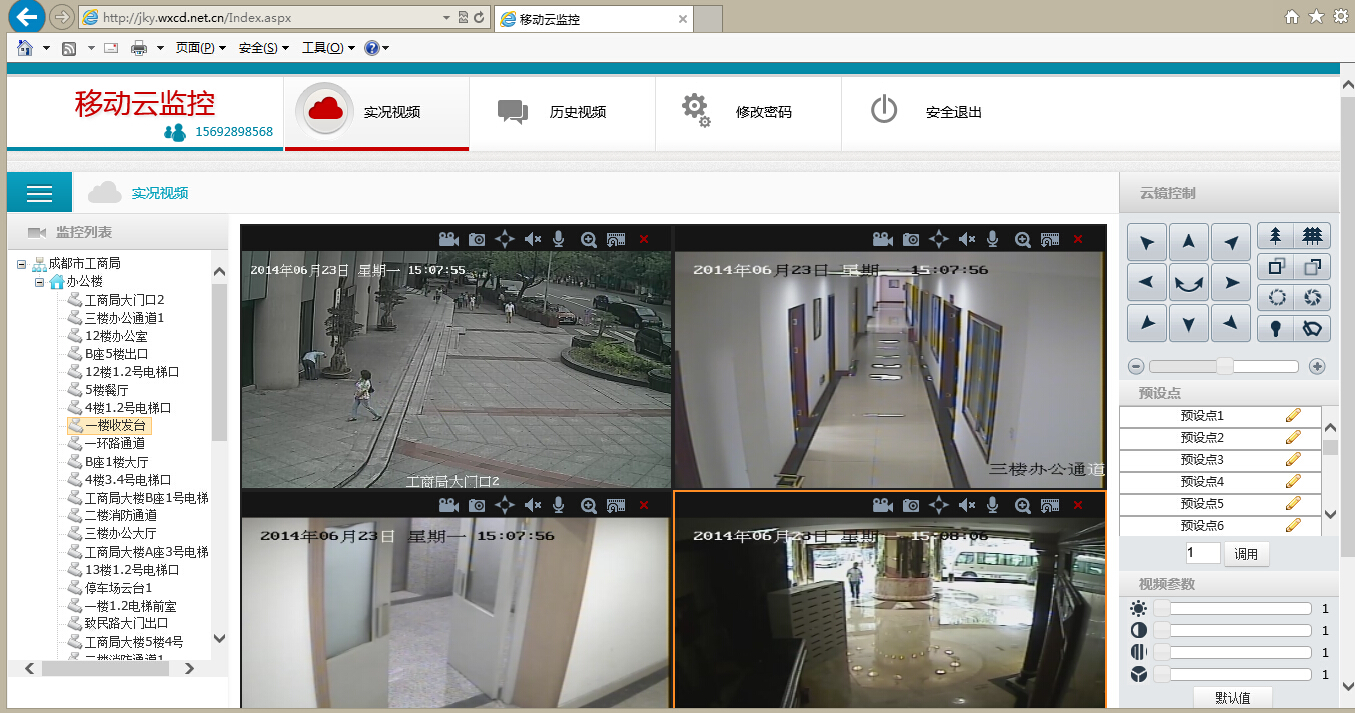 http://jky.wxcd.net.cn/Index.aspx
移动云监控
页面(P)
安全(S)
工具(O)
移动云监控
15692898568
实况视频
历史视频
修改密码
安全退出
实况视频
云镜控制
监控列表
成都市工商局
办公楼
工商局大门口2
三楼办公通道1
12楼办公室
B座5楼出口
12楼1.2号电梯口
5楼餐厅
4楼1.2号电梯口
一楼收发台
一环路通道
B座1楼大厅
4楼3.4号电梯口
工商局大楼B座1号电梯
二楼消防通道
三楼办公大厅
工商局大楼A座3号电梯
13楼1.2号电梯口
停车场云台1
一楼1.2电梯前室
致民路大门出口
工商局大楼5楼4号
二楼消防通道1
2014年06月23日 星期一 15:07:55
工商局大门口2
2014年06月23日 星期一 15:07:56
三楼办公通道
2014年06月23日 星期一 15:07:56
2014年06月23日 星期一 15:08:06
预设点
预设点1
预设点2
预设点3
预设点4
预设点5
预设点6
1
调用
视频参数
1
1
1
1
默认值